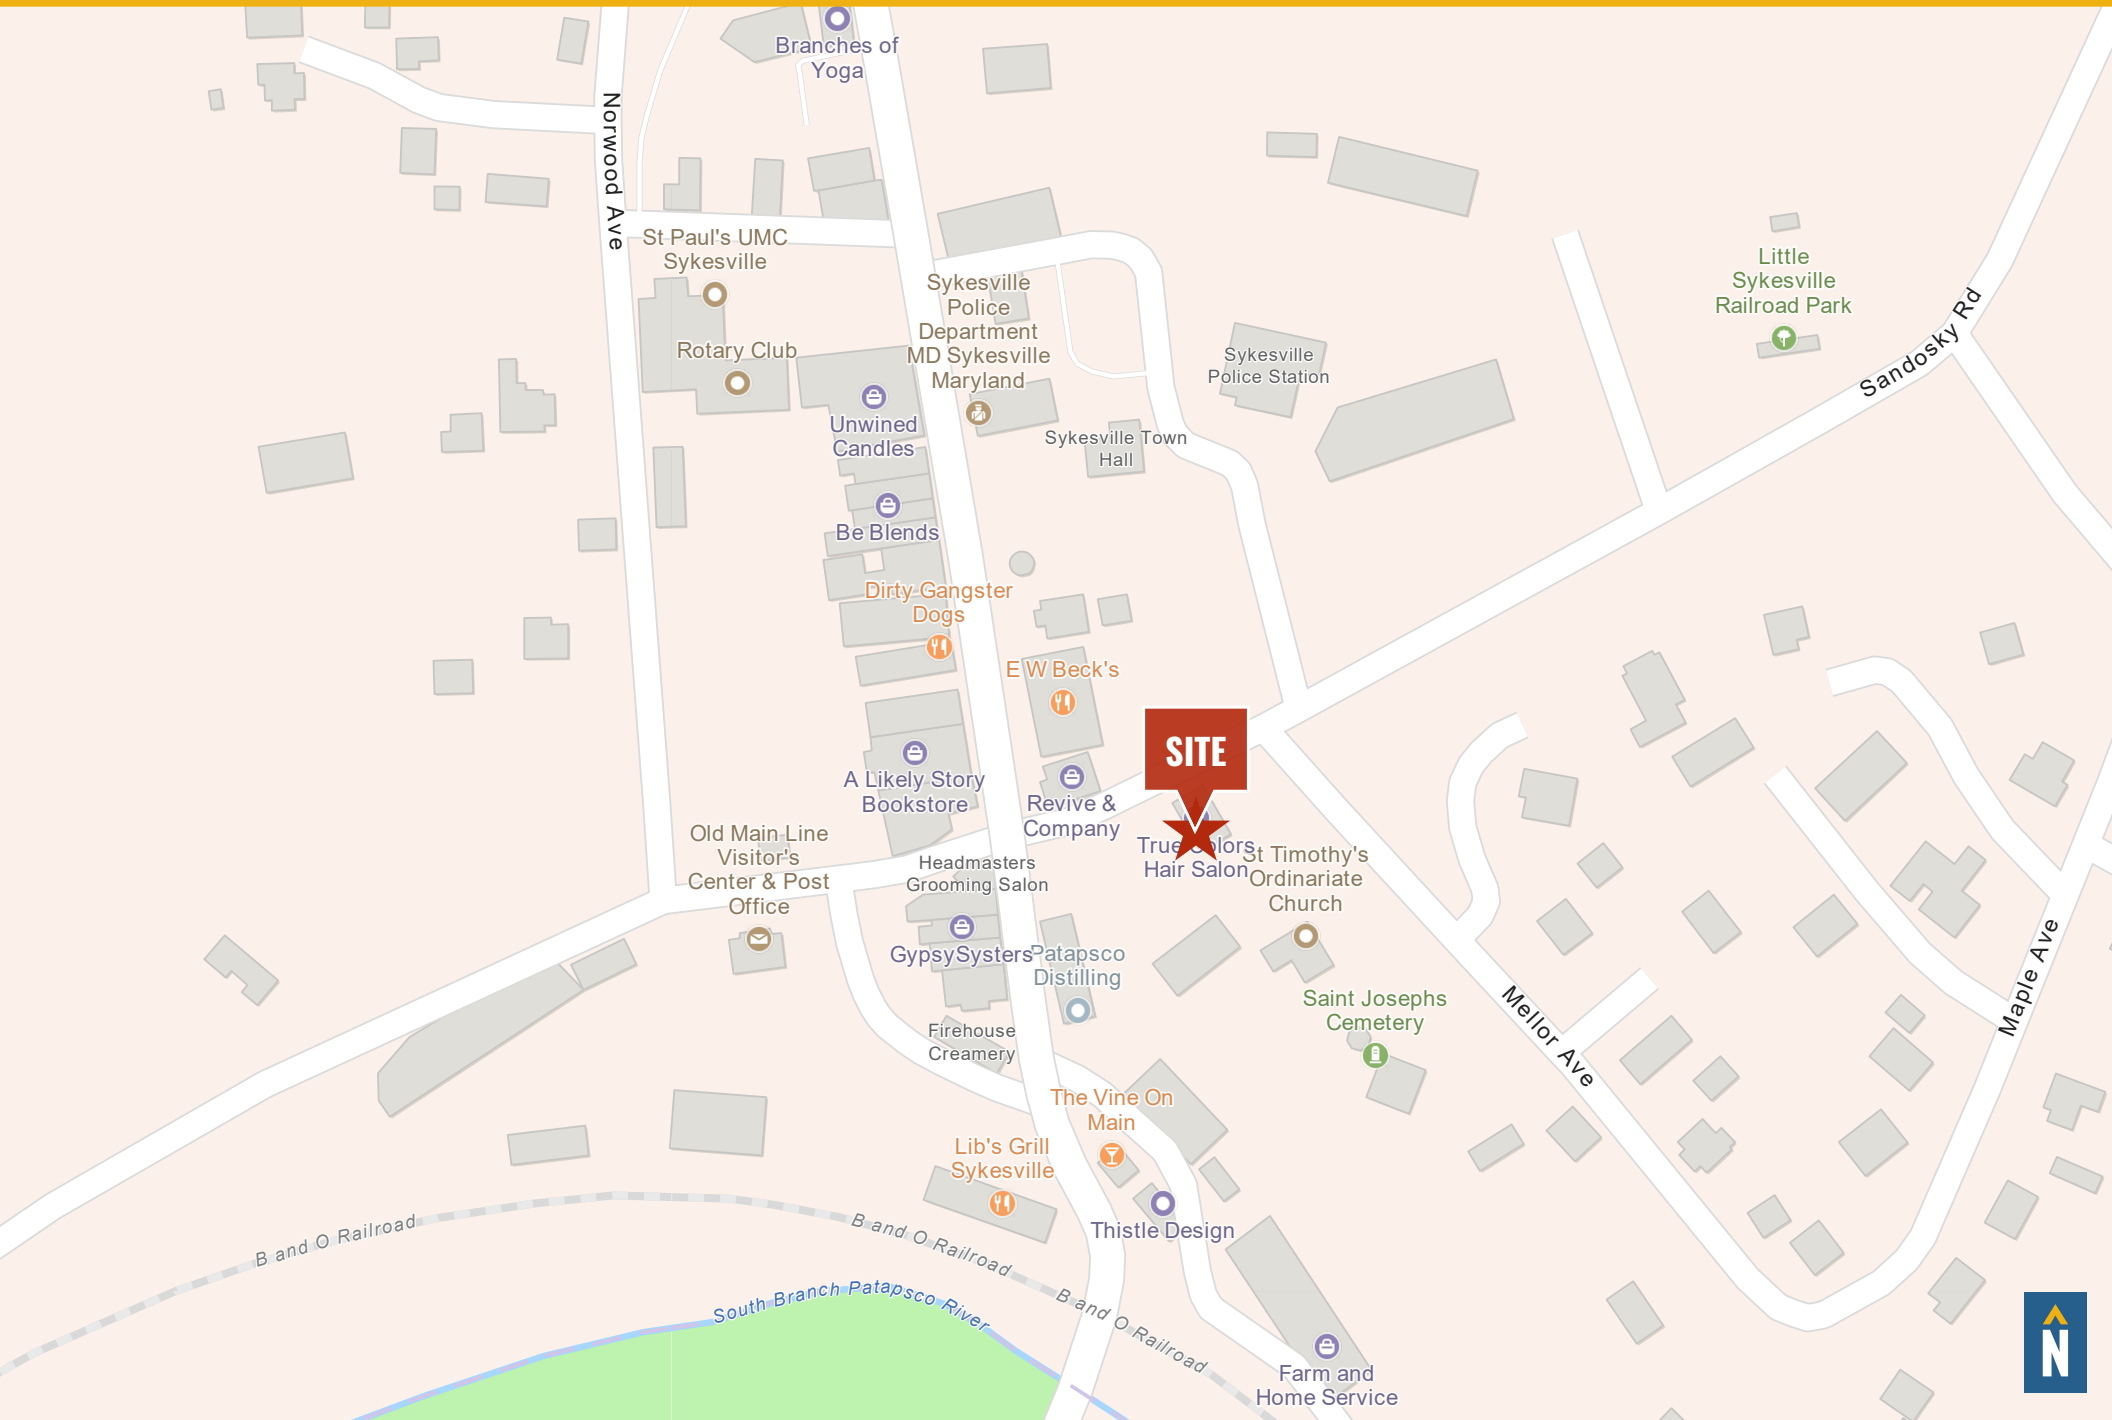 Branches of
Yoga
Norwood Ave
St Paul's UMC
Sykesville
Rotary Club
Sykesville
Police
Department
MD Sykesville
Maryland
Sykesville
Police Station
Little
Sykesville
Railroad Park
Sandosky Rd
Unwined
Candles
Sykesville Town
Hall
Be Blends
Dirty Gangster
Dogs
E W Beck's
SITE
A Likely Story
Bookstore
Revive &
Company
True Colors
Hair Salon
Old Main Line
Visitor's
Center & Post
Office
Headmasters
Grooming Salon
St Timothy's
Ordinariate
Church
GypsySysters
Patapsco
Distilling
Saint Josephs
Cemetery
Mellor Ave
Maple Ave
Firehouse
Creamery
The Vine On
Main
Lib's Grill
Sykesville
Thistle Design
B and O Railroad
B and O Railroad
B and O Railroad
South Branch Patapsco River
Farm and
Home Service
N